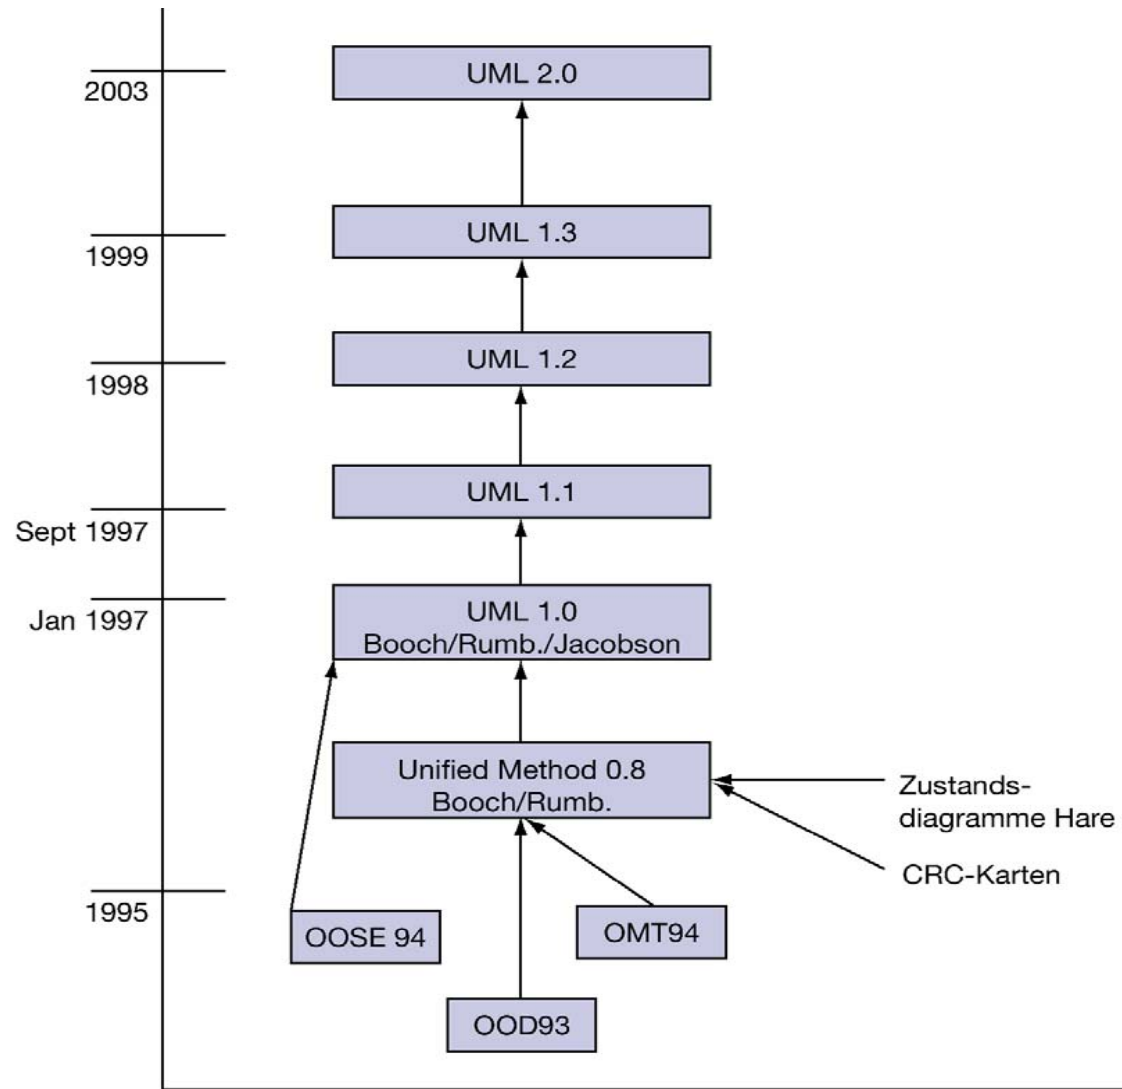 UML 2.0
2003
UML 1.3
1999
UML 1.2
1998
UML 1.1
Sept 1997
UML 1.0
Booch/Rumb./Jacobson
Jan 1997
Unified Method 0.8
Booch/Rumb.
Zustands-
diagramme Hare
CRC-Karten
1995
OOSE 94
OMT94
OOD93